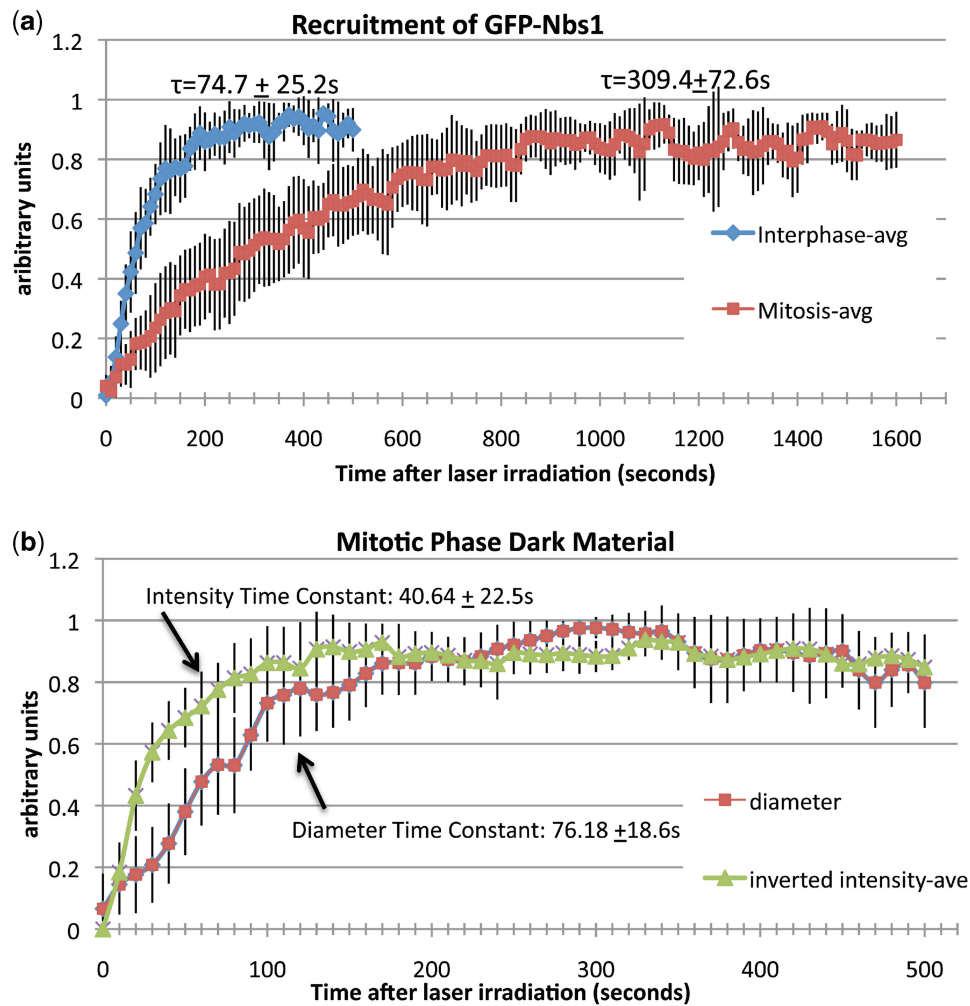 (a)
Recruitment of GFP-Nbs1
1.2
1
0.8
0.6
0.4
0.2
0
aribitrary units
τ=74.7 ± 25.2s
τ=309.4±72.6s
Interphase-avg
Mitosis-avg
0 200 400 600 800 1000 1200 1400 1600
Time after laser irradiation (seconds)
(b)
Mitotic Phase Dark Material
1.2
1
0.8
0.6
0.4
0.2
0
arbitrary units
Intensity Time Constant: 40.64 ± 22.5s
Diameter Time Constant: 76.18 ±18.6s
diameter
inverted intensity-ave
0 100 200 300 400 500
Time after laser irradiation (seconds)